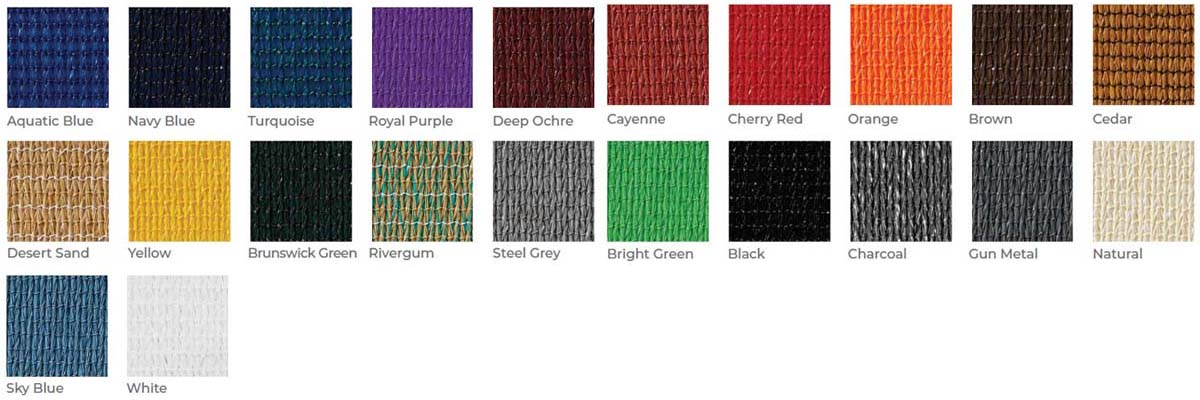 Aquatic Blue Navy Blue Turquoise Royal Purple Deep Ochre Cayenne Cherry Red Orange Brown Cedar
Desert Sand Yellow Brunswick Green Rivergum Steel Grey Bright Green Black Charcoal Gun Metal Natural
Sky Blue White